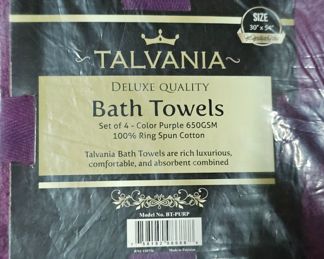 SIZE
30" x 54"
TALVANIA
DELUXE QUALITY
Bath Towels
Set of 4 - Color Purple 650GSM
100% Ring Spun Cotton
Talvania Bath Towels are rich luxurious,
comfortable, and absorbent combined
Model No. BT-PURP
Made in Pakistan